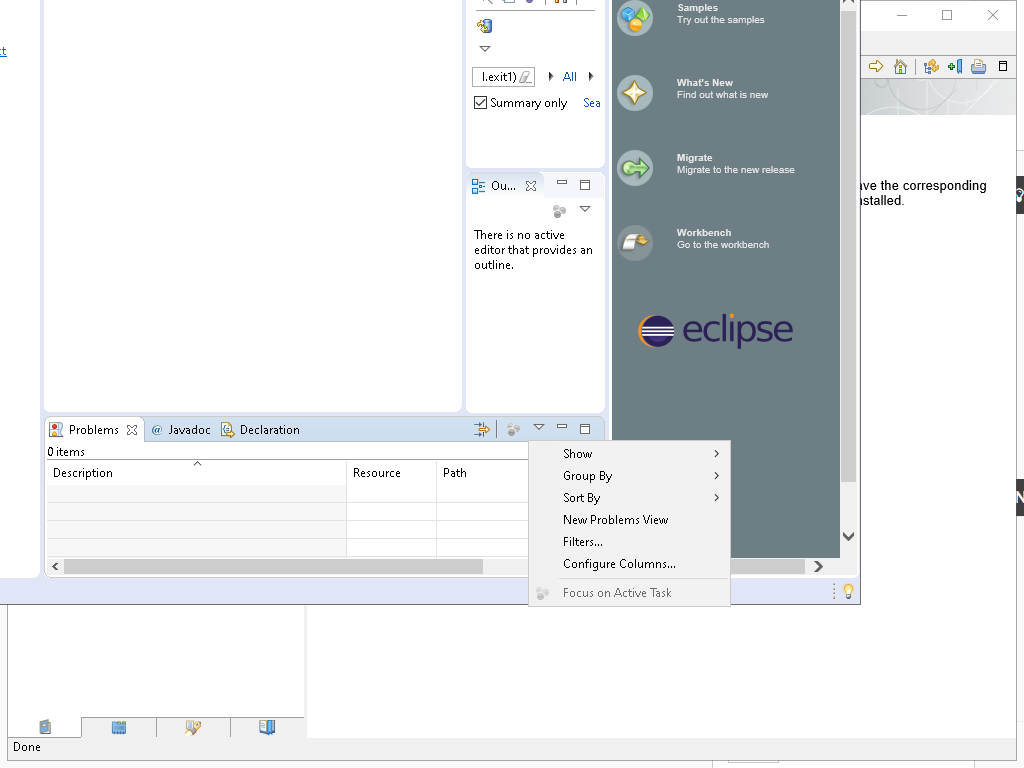 Samples
Try out the samples
l.exit1)
All
What's New
Find out what is new
Summary only
Sea
Migrate
Migrate to the new release
ave the corresponding
Ou...
There is no active
editor that provides an
outline.
Workbench
Go to the workbench
eclipse
Problems
@ Javadoc
Declaration
0 items
Description
Resource
Path
Show
Group By
Sort By
New Problems View
Filters...
Configure Columns...
Focus on Active Task
Done